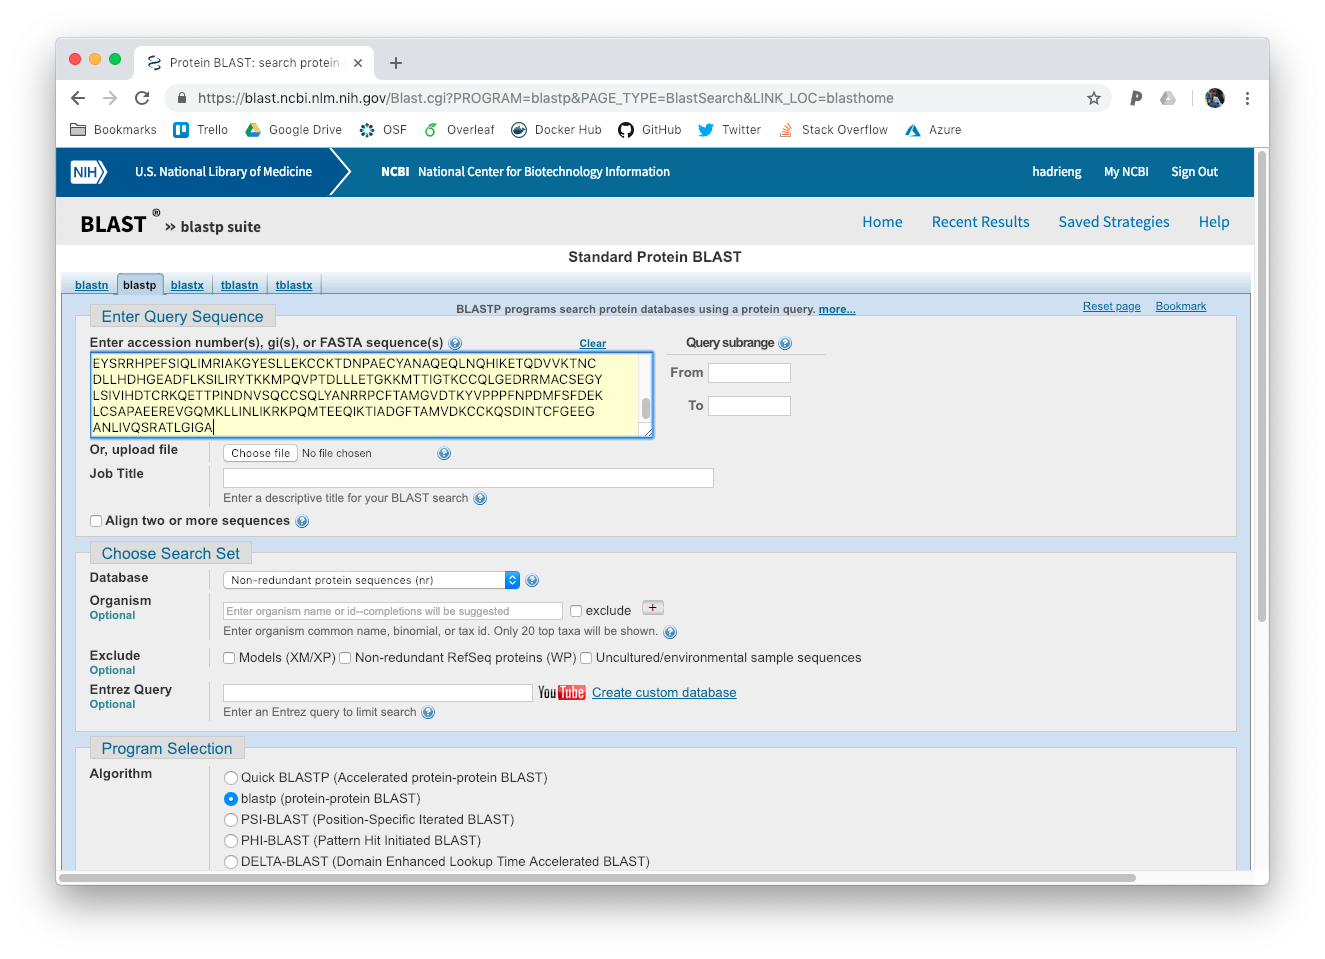 Protein BLAST: search protein
https://blast.ncbi.nlm.nih.gov/Blast.cgi?PROGRAM=blastp&PAGE_TYPE=BlastSearch&LINK_LOC=blasthome
Bookmarks Trello Google Drive OSF Overleaf Docker Hub GitHub Twitter Stack Overflow Azure
NIH U.S. National Library of Medicine NCBI National Center for Biotechnology Information hadrieng My NCBI Sign Out
BLAST ® » blastp suite Home Recent Results Saved Strategies Help
Standard Protein BLAST
blastn blastp blastx tblastn tblastx
Enter Query Sequence BLASTP programs search protein databases using a protein query. more... Reset page Bookmark
Enter accession number(s), gi(s), or FASTA sequence(s) Clear Query subrange
EYSRRHPEFSIQLIMRIAKGYESLLEKCCKTDNPAECYANAQEQLNQHIKETQDVVKTNC
DLLHDHGEADFLKSILIRYTKKMPQVPTDLLLETGKKMTTIGTKCCQLGEDRRMACSEGY
LSIVIHDTCRKQETTPINDNVSQCCSQLYANRRPCFTAMGVDTKYVPPPFNPDMFSFDEK
LCSAPAEEREVGQMKLLINLIKRKPQMTEEQIKTIADGFTAMVDKCCKQSDINTCFGEEG
ANLIVQSRATLGIGA
From
To
Or, upload file Choose file No file chosen
Job Title
Enter a descriptive title for your BLAST search
Align two or more sequences
Choose Search Set
Database Non-redundant protein sequences (nr)
Organism
Optional
Enter organism name or id--completions will be suggested exclude +
Enter organism common name, binomial, or tax id. Only 20 top taxa will be shown.
Exclude
Optional
Models (XM/XP) Non-redundant RefSeq proteins (WP) Uncultured/environmental sample sequences
Entrez Query
Optional
YouTube Create custom database
Enter an Entrez query to limit search
Program Selection
Algorithm
Quick BLASTP (Accelerated protein-protein BLAST)
blastp (protein-protein BLAST)
PSI-BLAST (Position-Specific Iterated BLAST)
PHI-BLAST (Pattern Hit Initiated BLAST)
DELTA-BLAST (Domain Enhanced Lookup Time Accelerated BLAST)